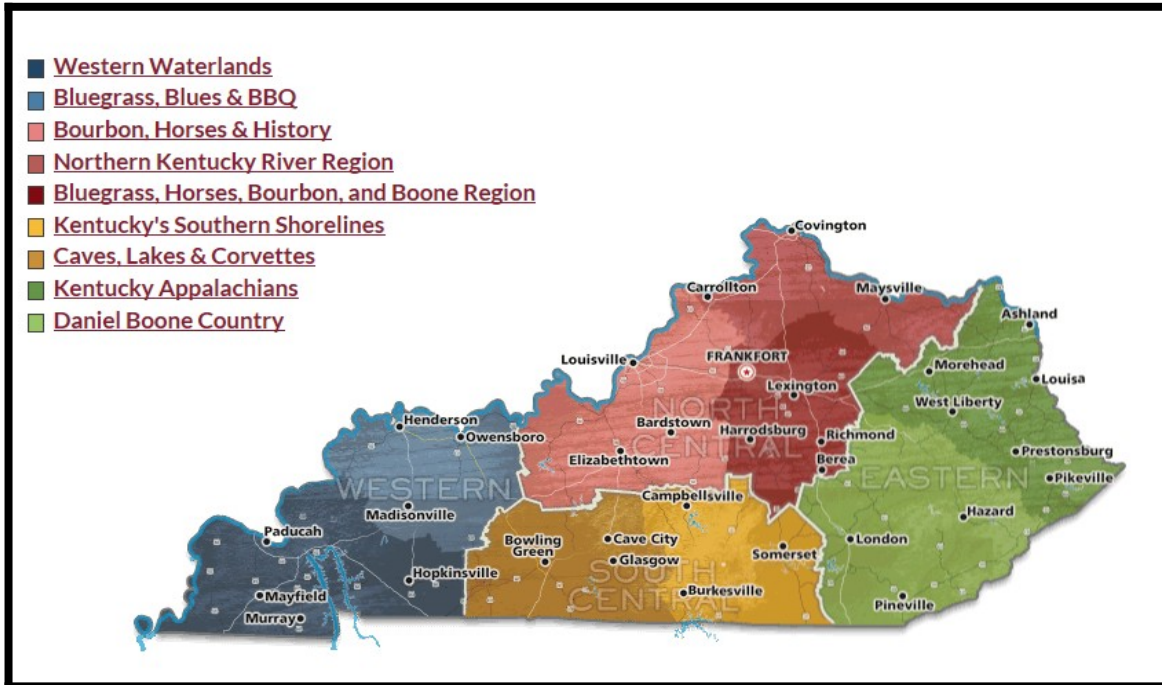 Western Waterlands
Bluegrass, Blues & BBQ
Bourbon, Horses & History
Northern Kentucky River Region
Bluegrass, Horses, Bourbon, and Boone Region
Kentucky's Southern Shorelines
Caves, Lakes & Corvettes
Kentucky Appalachians
Daniel Boone Country
Covington
Carrollton
Maysville
Ashland
Louisville
FRANKFORT
Morehead
Louisa
Lexington
West Liberty
NORTH
CENTRAL
Henderson
Owensboro
Bardstown
Harrodsburg
Richmond
Elizabethtown
Berea
Prestonsburg
EASTERN
Pikeville
WESTERN
Campbellsville
Madisonville
Hazard
Paducah
Bowling
Green
Cave City
Somerset
London
Glasgow
SOUTH
CENTRAL
Hopkinsville
Mayfield
Burkesville
Pineville
Murray